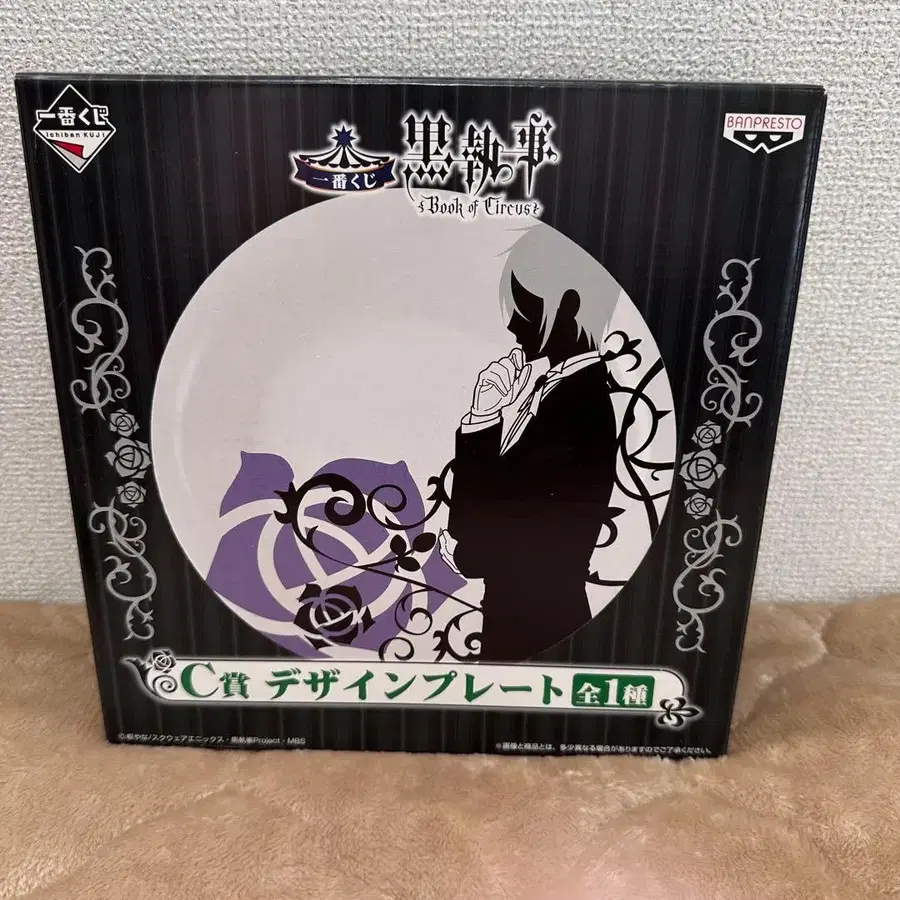 一番くじ
Ichiban KUJI
一番くじ
黒執事
Book of Circus
BANPRESTO
C賞 デザインプレート 全1種
©枢やな/スクウェアエニックス・黒執事Project・MBS
※画像と商品とは、多少異なる場合がありますのでご了承ください。